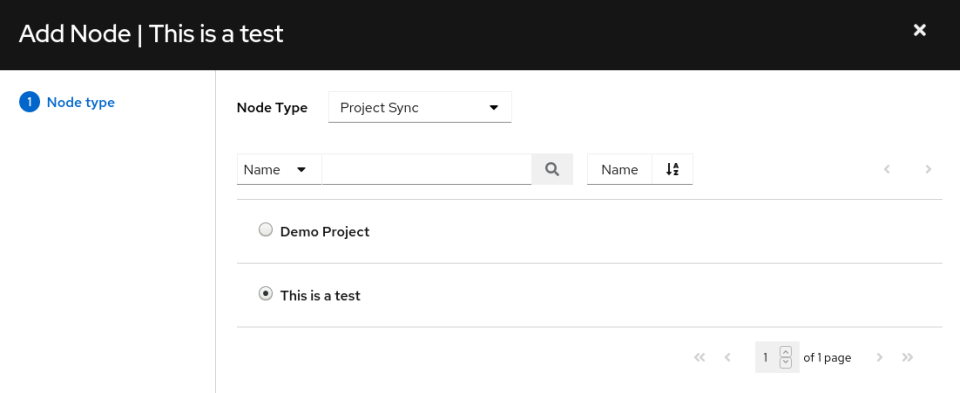 Add Node | This is a test
1 Node type
Node Type Project Sync
Name Name
Demo Project
This is a test
1 of 1 page